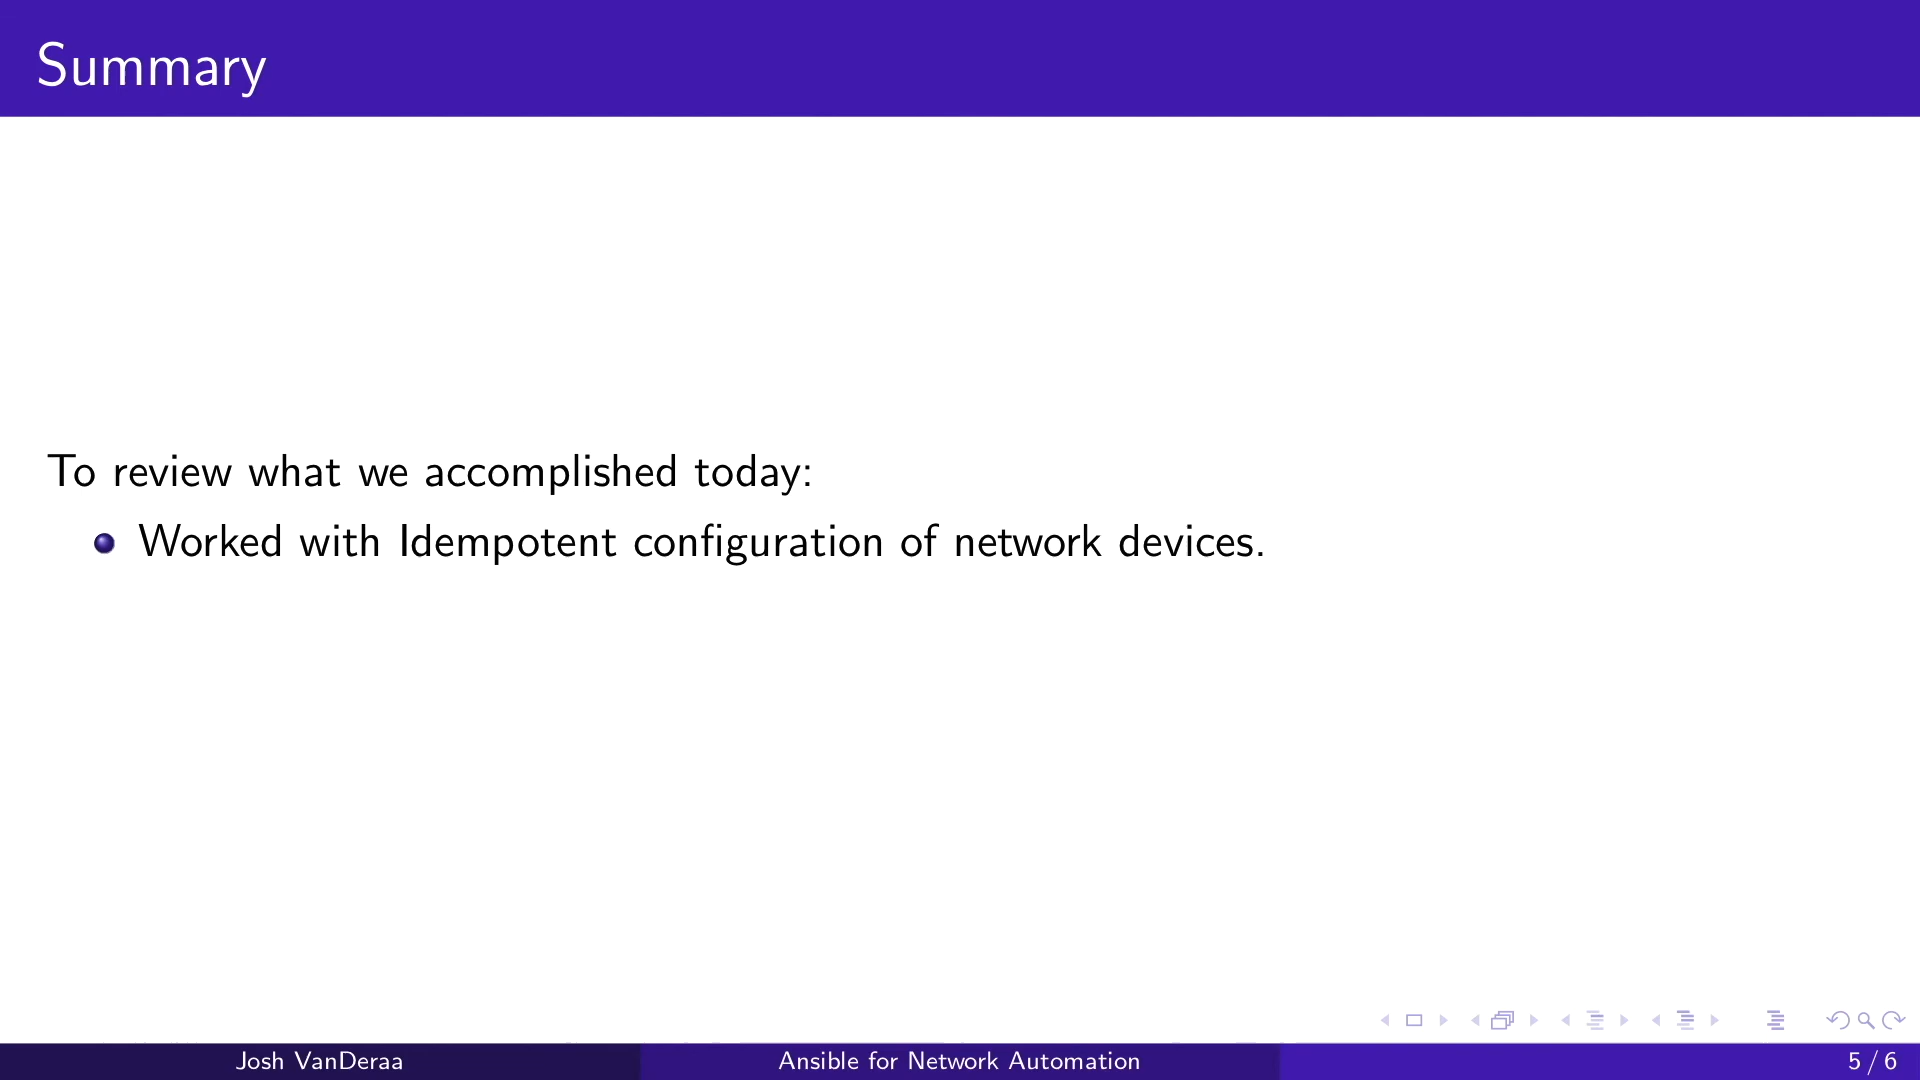 Summary
To review what we accomplished today:
Worked with Idempotent configuration of network devices.
Josh VanDeraa
Ansible for Network Automation
5 / 6